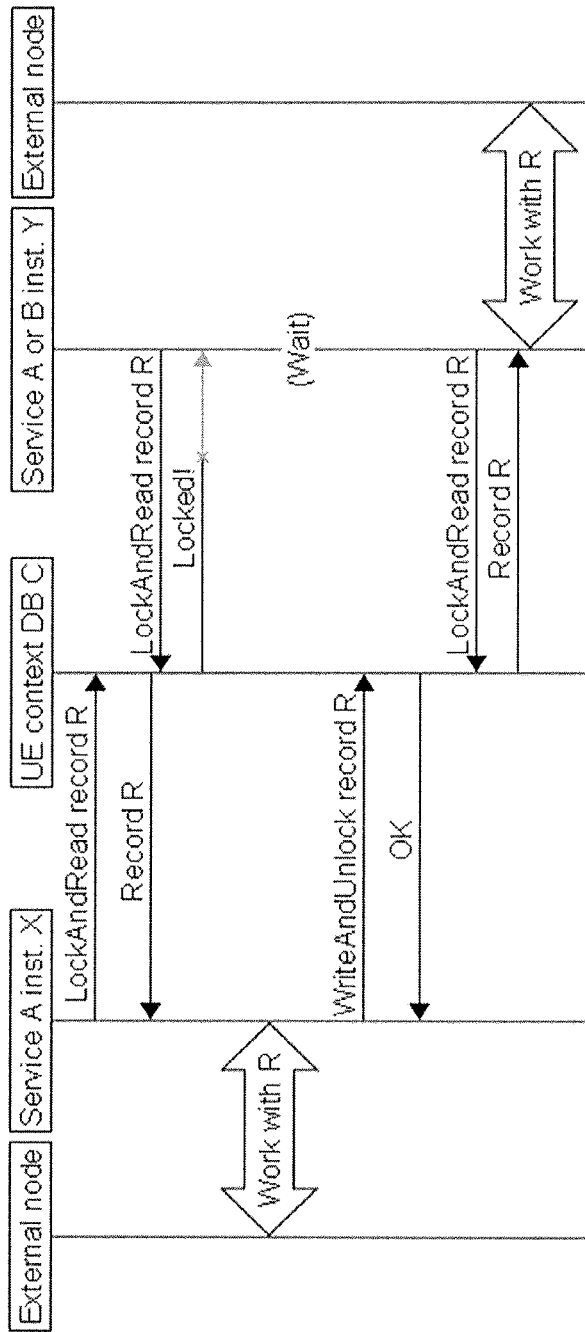 External node
Service A inst. X
UE context DB C
Service A or B inst. Y
External node
LockAndRead record R
LockAndRead record R
Record R
Locked!
Work with R
(Wait)
WriteAndUnlock record R
OK
LockAndRead record R
Record R
Work with R